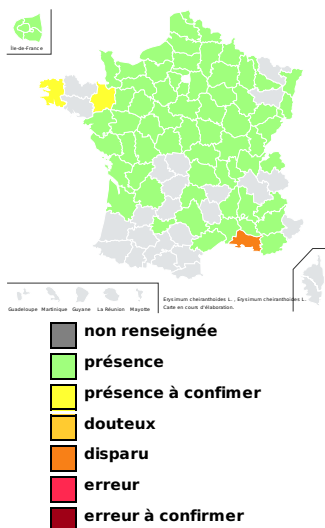 Île-de-France
Erysimum cheiranthoides L. , Erysimum cheiranthoides L.
Carte en cours d'élaboration.
Guadeloupe Martinique Guyane La Réunion Mayotte
non renseignée
présence
présence à confimer
douteux
disparu
erreur
erreur à confirmer